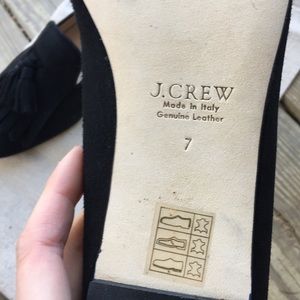 J.CREW
Made in Italy
Genuine Leather
7